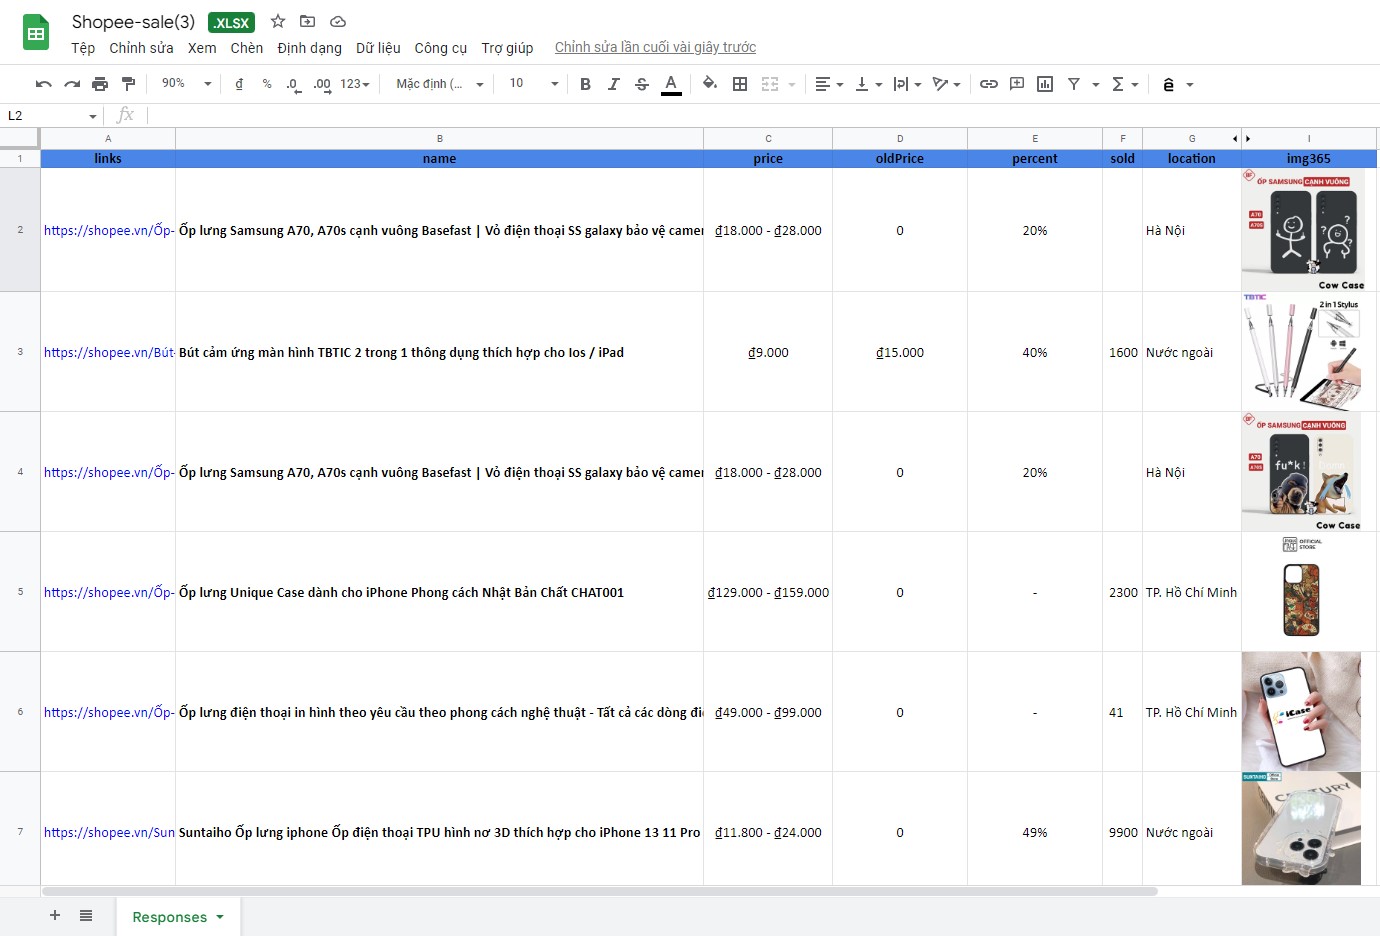 Shopee-sale(3) .XLSX
Tệp Chỉnh sửa Xem Chèn Định dạng Dữ liệu Công cụ Trợ giúp Chỉnh sửa lần cuối vài giây trước
90% ₫ % .0 .00 123 Mặc định (... 10 B I S A ê
L2 fx
A B C D E F G I
1 links name price oldPrice percent sold location img365
2 https://shopee.vn/Ốp- Ốp lưng Samsung A70, A70s cạnh vuông Basefast | Vỏ điện thoại SS galaxy bảo vệ camer ₫18.000 - ₫28.000 0 20% Hà Nội
ỐP SAMSUNG CẠNH VUÔNG
A70
A70S
Cow Case
3 https://shopee.vn/Bút- Bút cảm ứng màn hình TBTIC 2 trong 1 thông dụng thích hợp cho Ios / iPad ₫9.000 ₫15.000 40% 1600 Nước ngoài
TBTIC
2 in 1 Stylus
4 https://shopee.vn/Ốp- Ốp lưng Samsung A70, A70s cạnh vuông Basefast | Vỏ điện thoại SS galaxy bảo vệ camer ₫18.000 - ₫28.000 0 20% Hà Nội
ỐP SAMSUNG CẠNH VUÔNG
A70
A70S
fu*k!
Cow Case
5 https://shopee.vn/Ốp- Ốp lưng Unique Case dành cho iPhone Phong cách Nhật Bản Chất CHAT001 ₫129.000 - ₫159.000 0 - 2300 TP. Hồ Chí Minh
OFFICIAL
STORE
6 https://shopee.vn/Ốp- Ốp lưng điện thoại in hình theo yêu cầu theo phong cách nghệ thuật - Tất cả các dòng điệ ₫49.000 - ₫99.000 0 - 41 TP. Hồ Chí Minh
iCase
7 https://shopee.vn/Sun Suntaiho Ốp lưng iphone Ốp điện thoại TPU hình nơ 3D thích hợp cho iPhone 13 11 Pro ₫11.800 - ₫24.000 0 49% 9900 Nước ngoài
SUNTAIHO
CENTURY
Responses